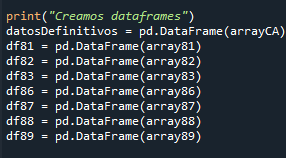 print("Creamos dataframes")
datosDefinitivos = pd.DataFrame(arrayCA)
df81 = pd.DataFrame(array81)
df82 = pd.DataFrame(array82)
df83 = pd.DataFrame(array83)
df86 = pd.DataFrame(array86)
df87 = pd.DataFrame(array87)
df88 = pd.DataFrame(array88)
df89 = pd.DataFrame(array89)